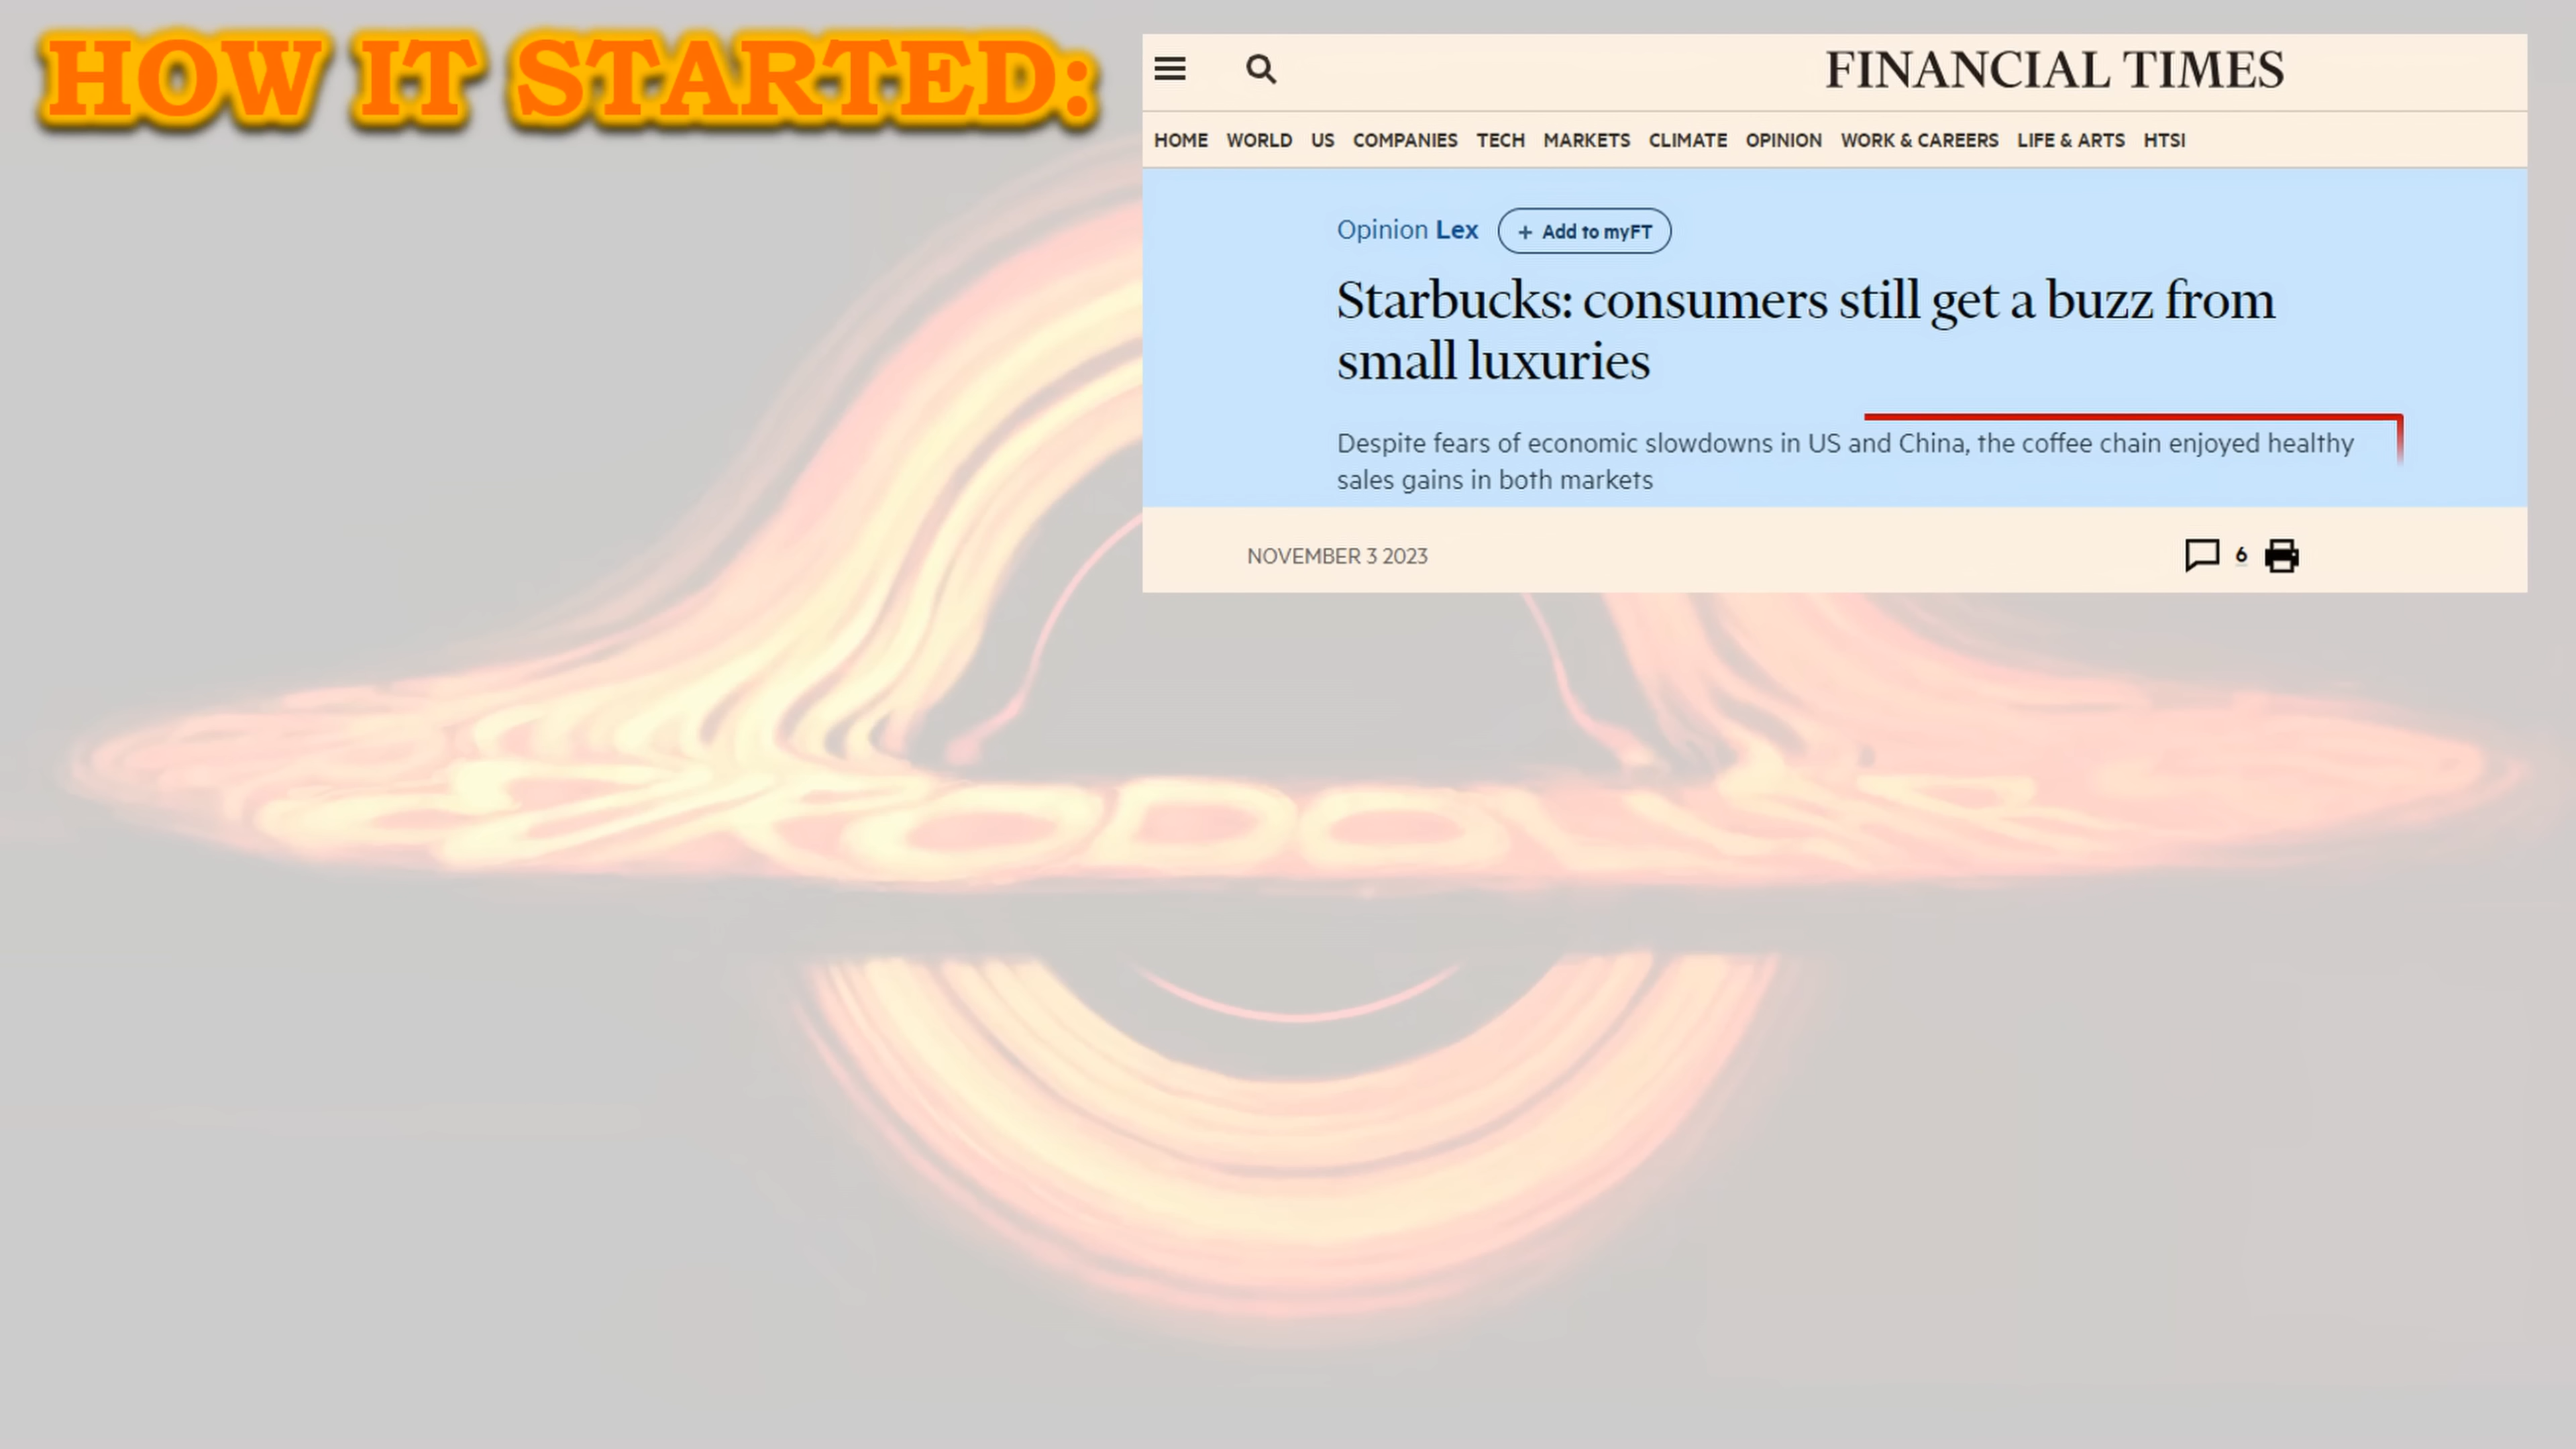 HOW IT STARTED:
FINANCIAL TIMES
HOME WORLD US COMPANIES TECH MARKETS CLIMATE OPINION WORK & CAREERS LIFE & ARTS HTSI
Opinion Lex + Add to myFT
Starbucks: consumers still get a buzz from
small luxuries
Despite fears of economic slowdowns in US and China, the coffee chain enjoyed healthy
sales gains in both markets
NOVEMBER 3 2023
6